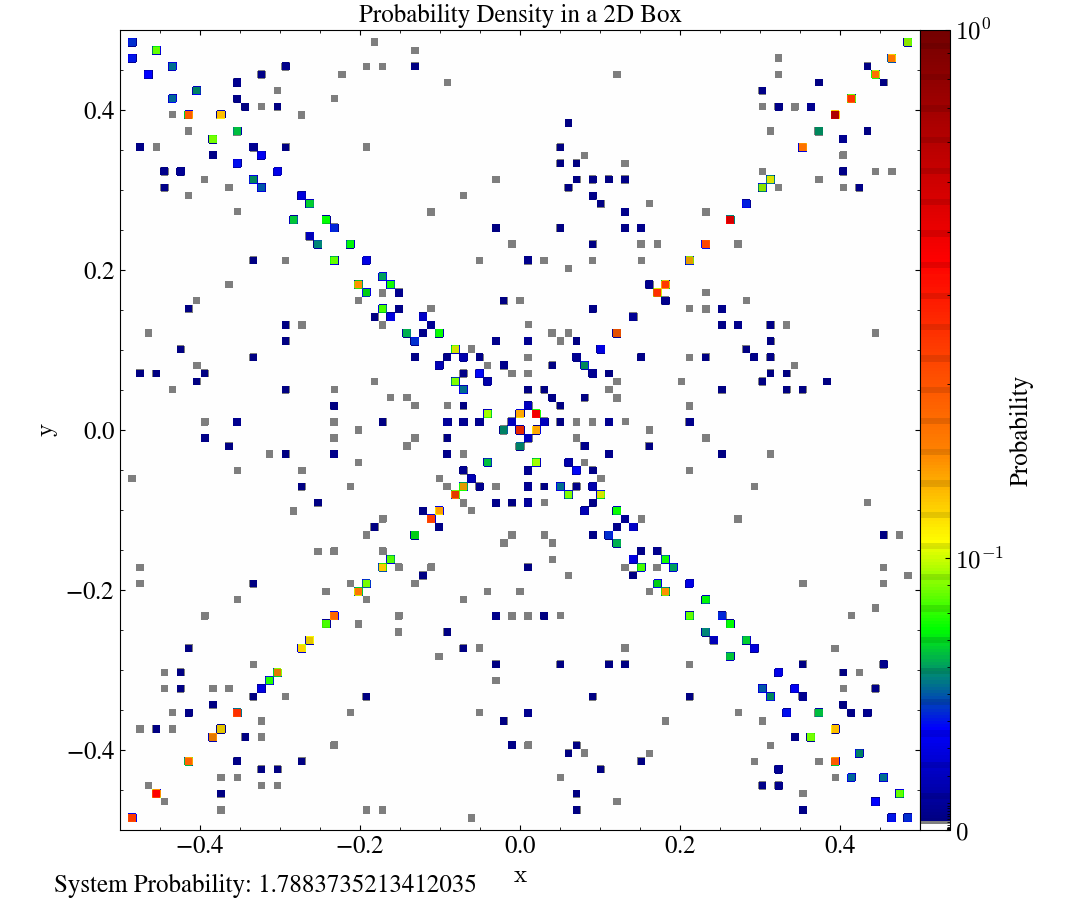 Probability Density in a 2D Box
10^0
0.4
0.2
0.0
−0.2
−0.4
y
Probability
10^−1
0
−0.4 −0.2 0.0 0.2 0.4
x
System Probability: 1.7883735213412035